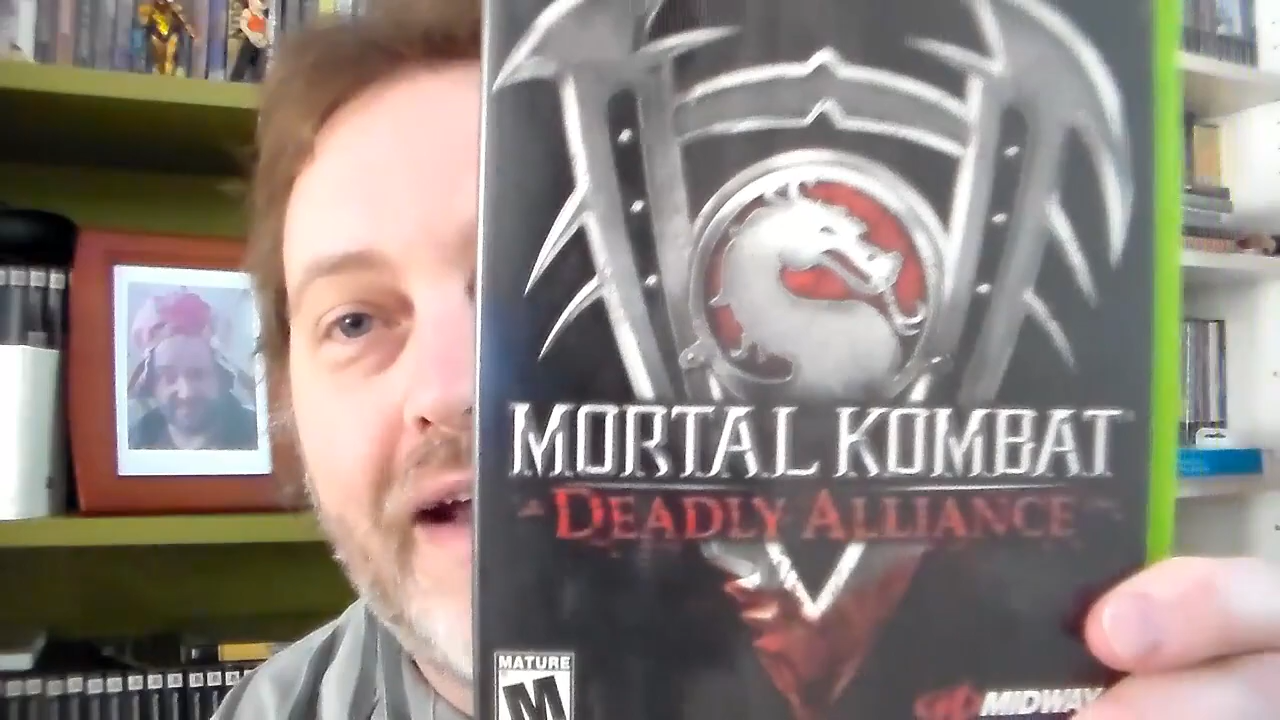 MORTAL KOMBAT
DEADLY ALLIANCE
MATURE
M
MIDWAY